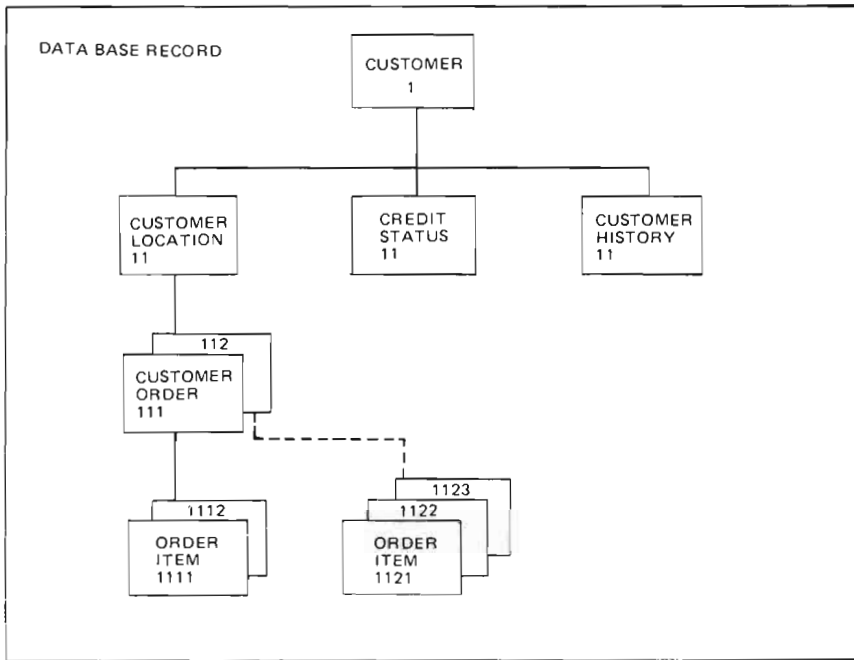 DATA BASE RECORD
CUSTOMER
1
CUSTOMER
LOCATION
11
CREDIT
STATUS
11
CUSTOMER
HISTORY
11
112
CUSTOMER
ORDER
111
1112
ORDER
ITEM
1111
1123
1122
ORDER
ITEM
1121